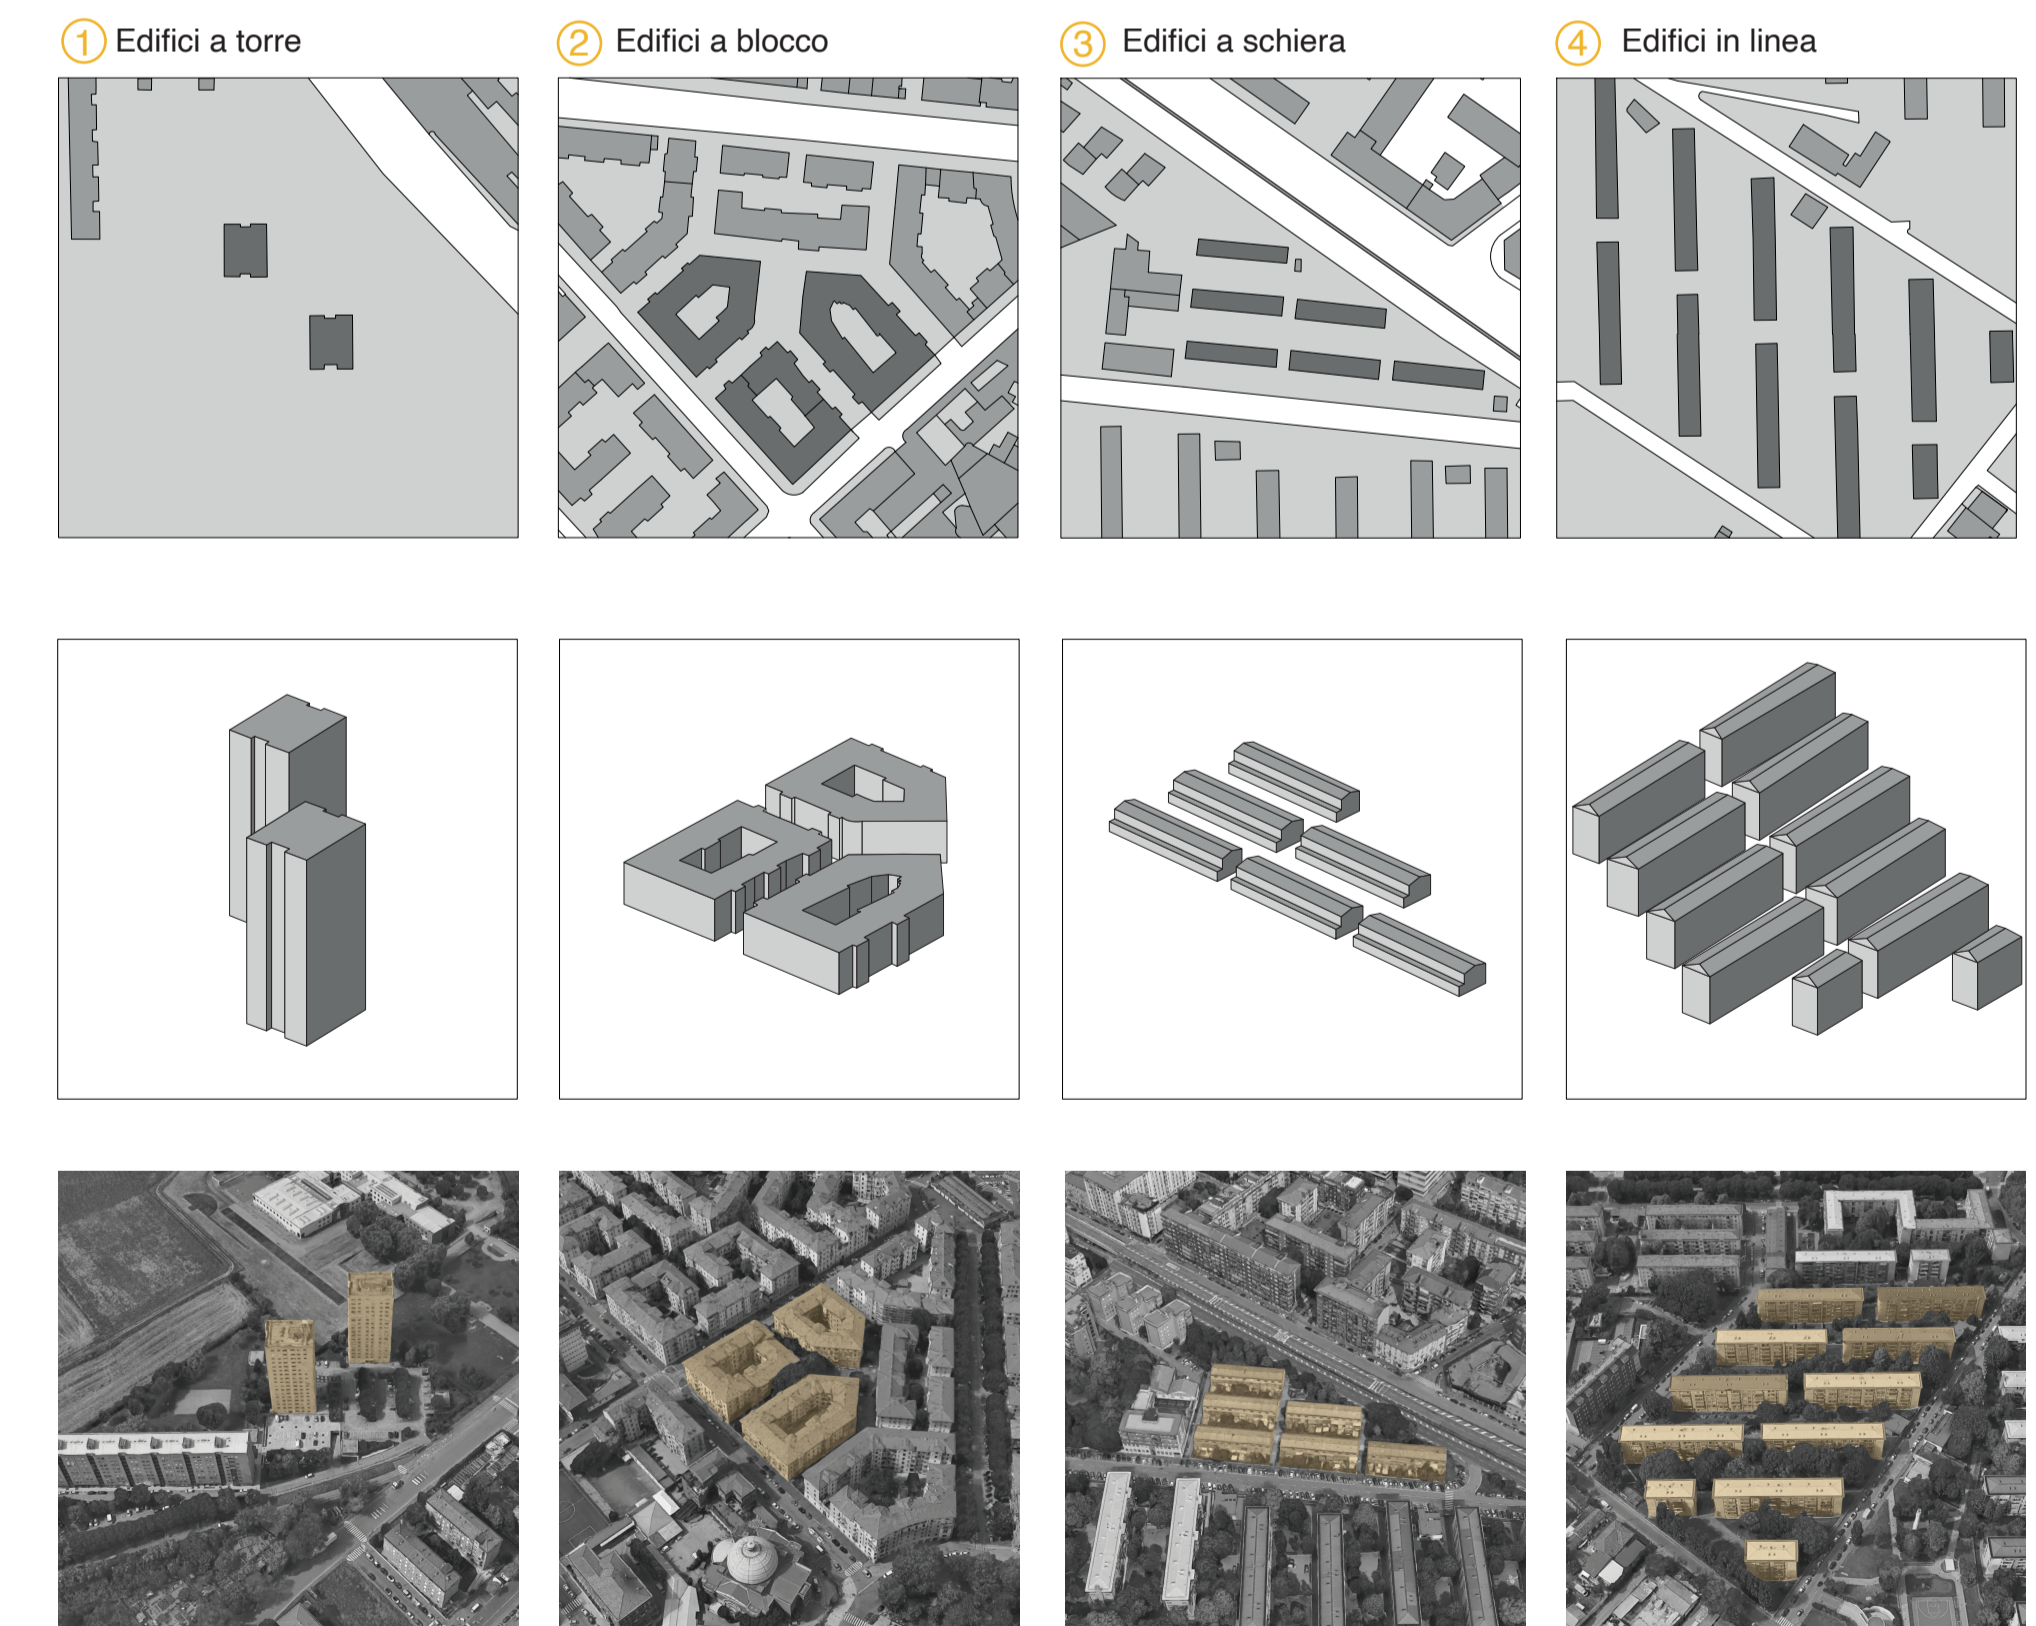 1 Edifici a torre
2 Edifici a blocco
3 Edifici a schiera
4 Edifici in linea